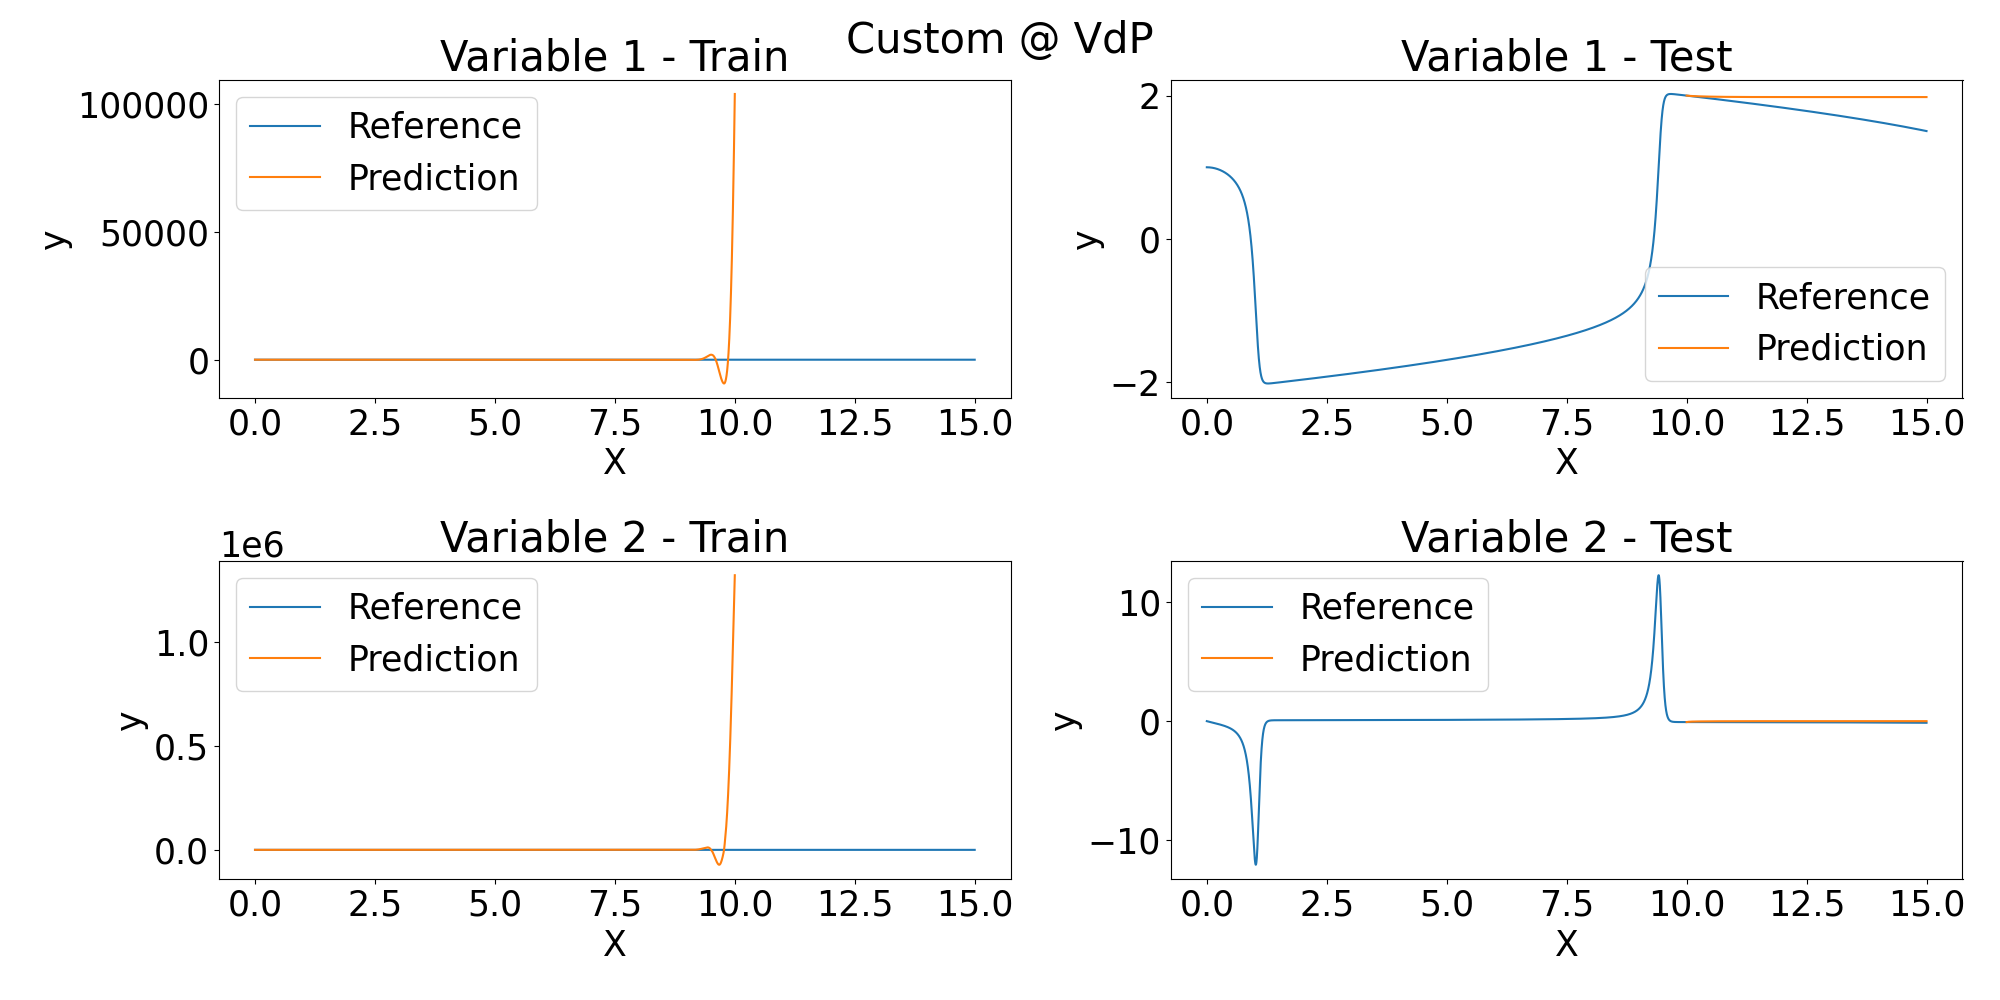 Custom @ VdP
Variable 1 - Train
100000
50000
0
y
Reference
Prediction
0.0 2.5 5.0 7.5 10.0 12.5 15.0
X
Variable 1 - Test
2
0
−2
y
Reference
Prediction
0.0 2.5 5.0 7.5 10.0 12.5 15.0
X
Variable 2 - Train
1e6
1.0
0.5
0.0
y
Reference
Prediction
0.0 2.5 5.0 7.5 10.0 12.5 15.0
X
Variable 2 - Test
10
0
−10
y
Reference
Prediction
0.0 2.5 5.0 7.5 10.0 12.5 15.0
X